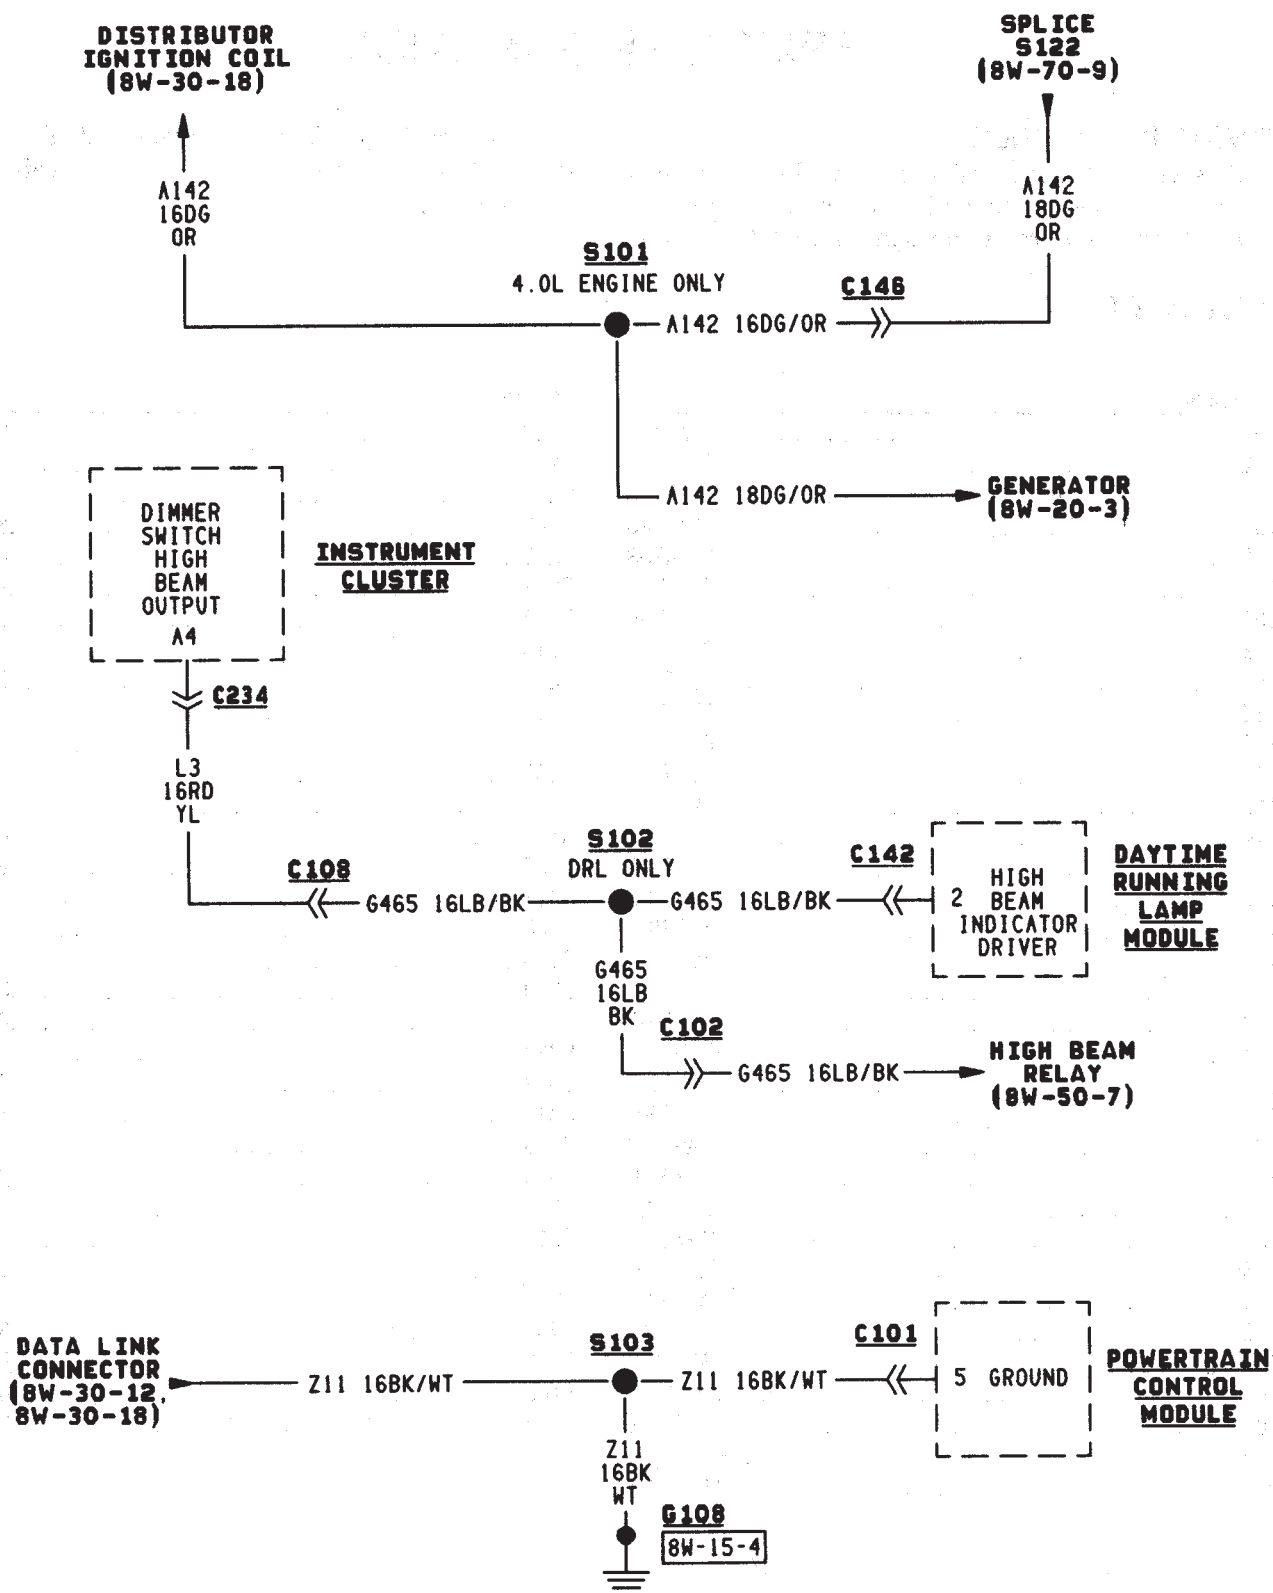 DISTRIBUTOR
IGNITION COIL
(8W-30-18)
SPLICE
S122
(8W-70-9)
A142
16DG
OR
A142
18DG
OR
S101
4.0L ENGINE ONLY
C146
A142 16DG/OR
A142 18DG/OR
GENERATOR
(8W-20-3)
DIMMER
SWITCH
HIGH
BEAM
OUTPUT
A4
INSTRUMENT
CLUSTER
C234
L3
16RD
YL
C108
G465 16LB/BK
S102
DRL ONLY
G465 16LB/BK
C142
2
HIGH
BEAM
INDICATOR
DRIVER
DAYTIME
RUNNING
LAMP
MODULE
G465
16LB
BK
C102
G465 16LB/BK
HIGH BEAM
RELAY
(8W-50-7)
DATA LINK
CONNECTOR
(8W-30-12,
8W-30-18)
Z11 16BK/WT
S103
Z11 16BK/WT
C101
5 GROUND
POWERTRAIN
CONTROL
MODULE
Z11
16BK
WT
G108
8W-15-4